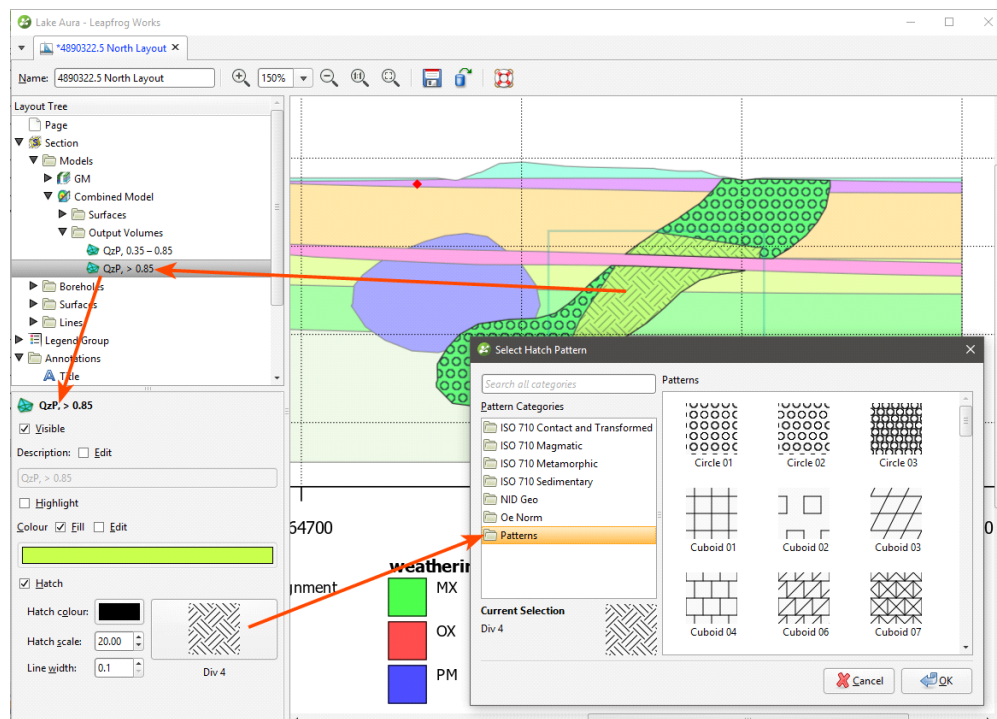 Lake Aura - Leapfrog Works
*4890322.5 North Layout
Name: 4890322.5 North Layout
150%
Layout Tree
Page
Section
Models
GM
Combined Model
Surfaces
Output Volumes
QzP, 0.35 – 0.85
QzP, > 0.85
Boreholes
Surfaces
Lines
Legend Group
Annotations
Title
QzP, > 0.85
Visible
Description: Edit
QzP, > 0.85
Highlight
Colour Fill Edit
Hatch
Hatch colour:
Hatch scale: 20.00
Line width: 0.1
Div 4
64700
0
nment
weatherin
MX
OX
PM
Select Hatch Pattern
Search all categories
Pattern Categories
ISO 710 Contact and Transformed
ISO 710 Magmatic
ISO 710 Metamorphic
ISO 710 Sedimentary
NID Geo
Oe Norm
Patterns
Current Selection
Div 4
Patterns
Circle 01 Circle 02 Circle 03
Cuboid 01 Cuboid 02 Cuboid 03
Cuboid 04 Cuboid 06 Cuboid 07
Cancel OK